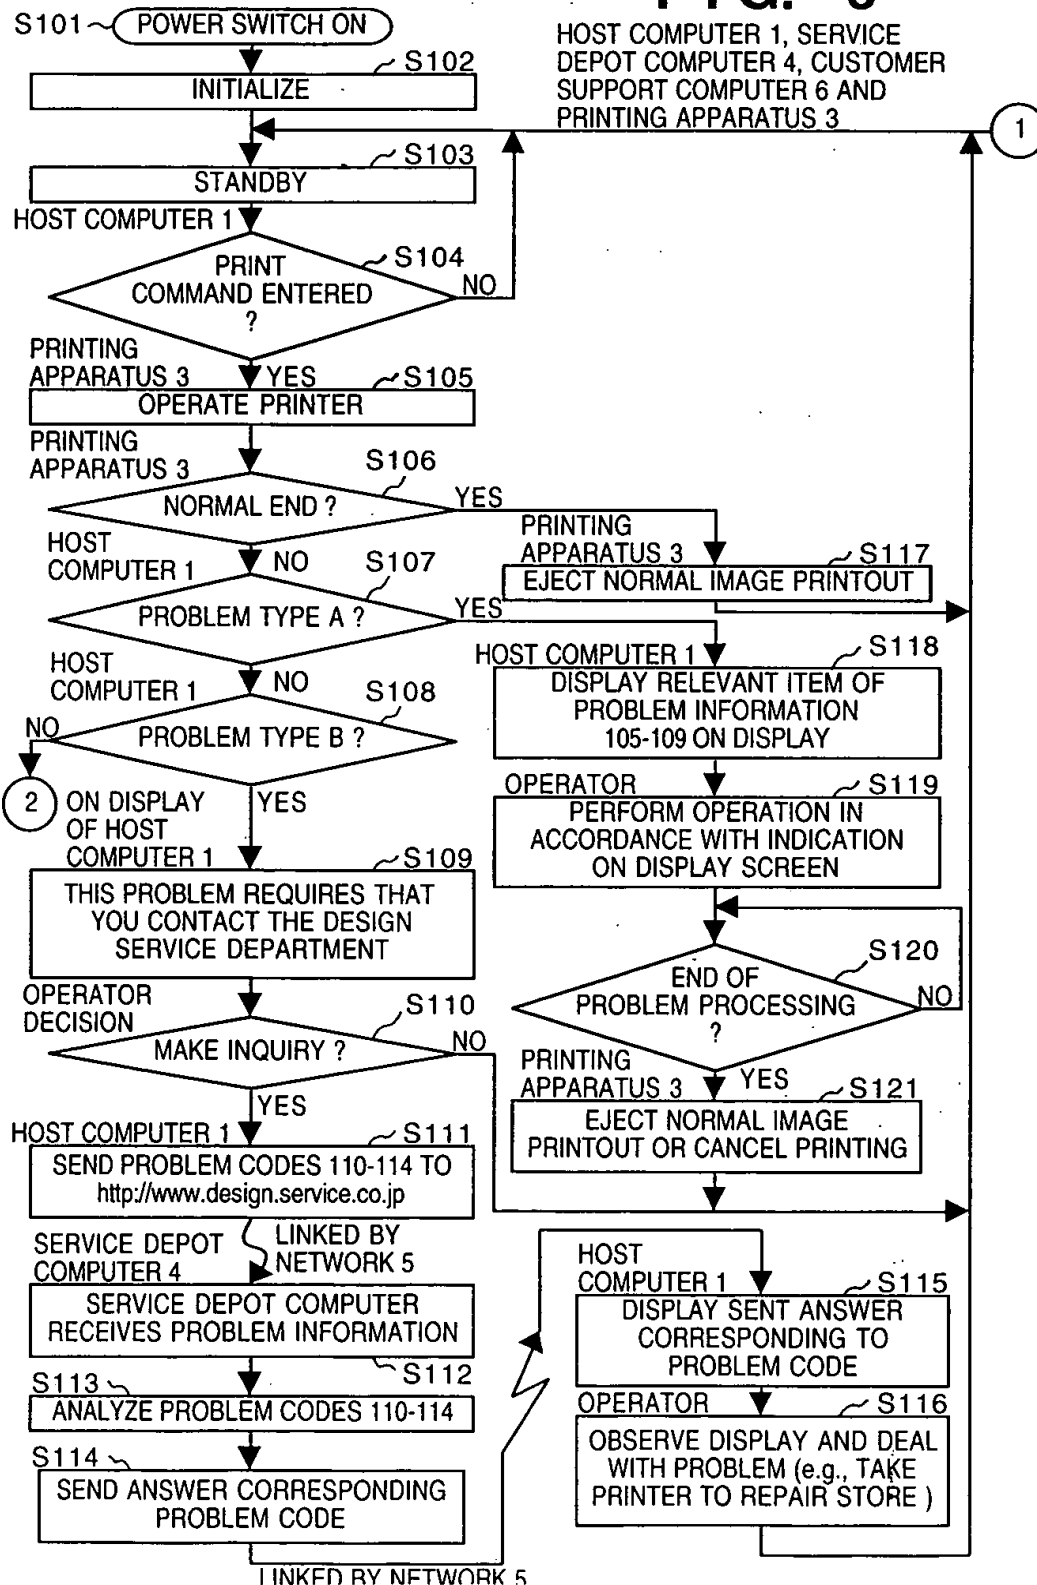 FIG.
S101 POWER SWITCH ON
HOST COMPUTER 1, SERVICE
DEPOT COMPUTER 4, CUSTOMER
SUPPORT COMPUTER 6 AND
PRINTING APPARATUS 3
S102
INITIALIZE
1
S103
STANDBY
HOST COMPUTER 1
S104
PRINT
COMMAND ENTERED
?
NO
PRINTING
APPARATUS 3
YES
S105
OPERATE PRINTER
PRINTING
APPARATUS 3
S106
NORMAL END ?
YES
PRINTING
APPARATUS 3
S117
EJECT NORMAL IMAGE PRINTOUT
HOST
COMPUTER 1
NO
S107
PROBLEM TYPE A ?
YES
HOST COMPUTER 1
S118
DISPLAY RELEVANT ITEM OF
PROBLEM INFORMATION
105-109 ON DISPLAY
HOST
COMPUTER 1
NO
S108
PROBLEM TYPE B ?
NO
2
YES
OPERATOR
S119
PERFORM OPERATION IN
ACCORDANCE WITH INDICATION
ON DISPLAY SCREEN
ON DISPLAY
OF HOST
COMPUTER 1
S109
THIS PROBLEM REQUIRES THAT
YOU CONTACT THE DESIGN
SERVICE DEPARTMENT
S120
END OF
PROBLEM PROCESSING
?
NO
OPERATOR
DECISION
S110
MAKE INQUIRY ?
NO
YES
PRINTING
APPARATUS 3
YES
S121
EJECT NORMAL IMAGE
PRINTOUT OR CANCEL PRINTING
HOST COMPUTER 1
S111
SEND PROBLEM CODES 110-114 TO
http://www.design.service.co.jp
SERVICE DEPOT
COMPUTER 4
LINKED BY
NETWORK 5
SERVICE DEPOT COMPUTER
RECEIVES PROBLEM INFORMATION
S112
S113
ANALYZE PROBLEM CODES 110-114
S114
SEND ANSWER CORRESPONDING
PROBLEM CODE
LINKED BY NETWORK 5
HOST
COMPUTER 1
S115
DISPLAY SENT ANSWER
CORRESPONDING TO
PROBLEM CODE
OPERATOR
S116
OBSERVE DISPLAY AND DEAL
WITH PROBLEM (e.g., TAKE
PRINTER TO REPAIR STORE )